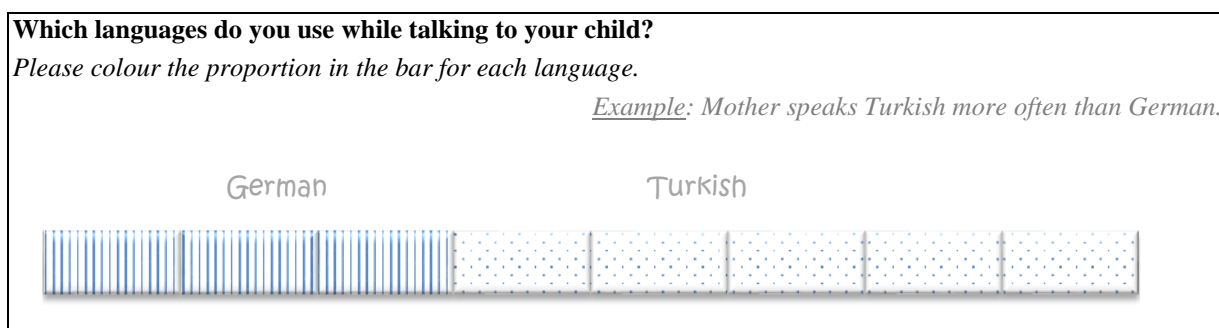 Which languages do you use while talking to your child?
Please colour the proportion in the bar for each language.
Example: Mother speaks Turkish more often than German.
German Turkish